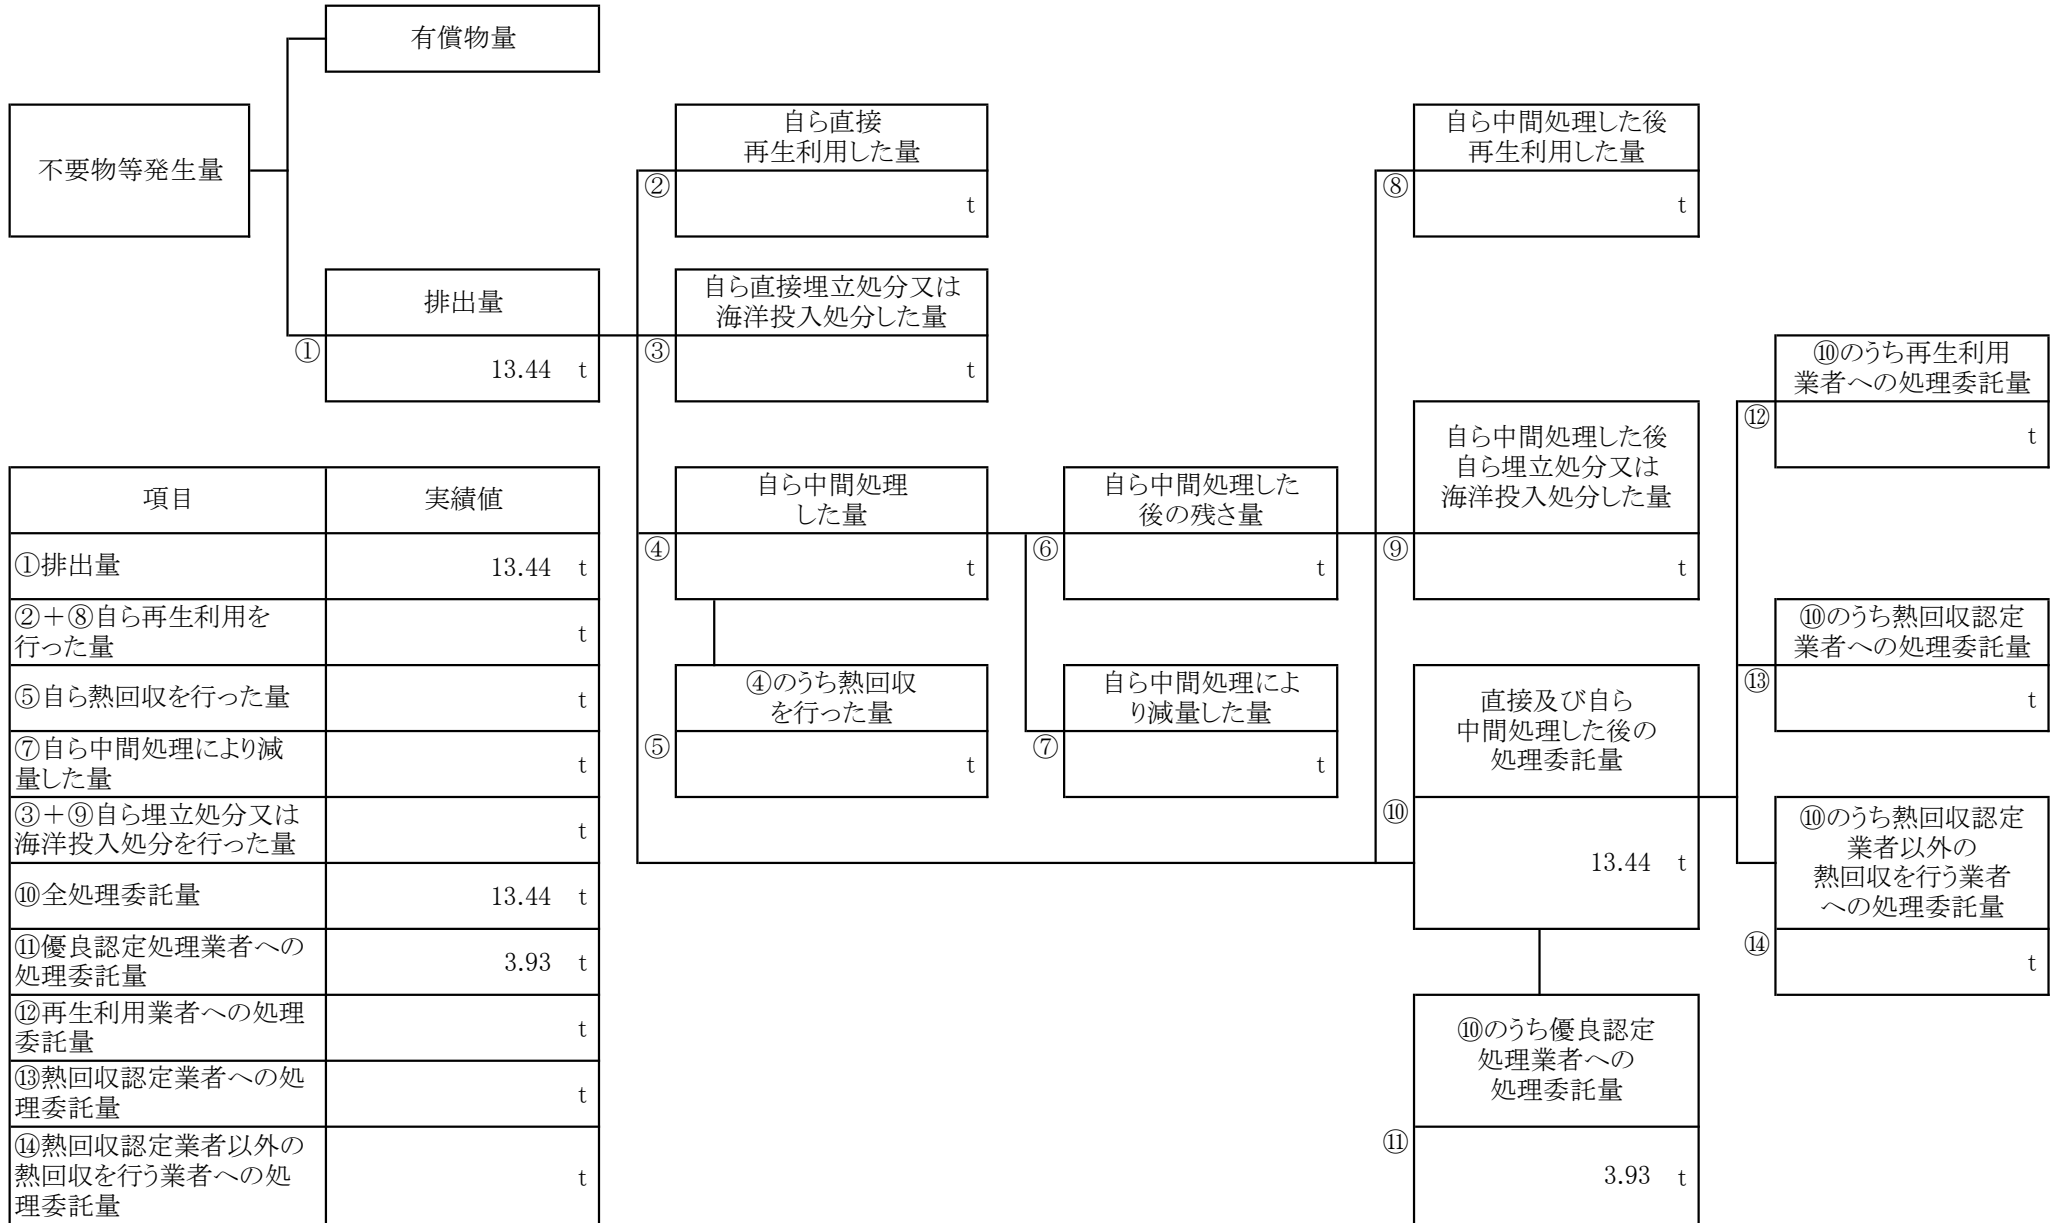 有償物量
不要物等発生量
自ら直接
再生利用した量
②
t
自ら中間処理した後
再生利用した量
⑧
t
排出量
①
13.44 t
自ら直接埋立処分又は
海洋投入処分した量
③
t
⑩のうち再生利用
業者への処理委託量
⑫
t
自ら中間処理した後
自ら埋立処分又は
海洋投入処分した量
⑨
t
自ら中間処理
した量
④
t
自ら中間処理した
後の残さ量
⑥
t
⑩のうち熱回収認定
業者への処理委託量
⑬
t
④のうち熱回収
を行った量
⑤
t
自ら中間処理によ
り減量した量
⑦
t
直接及び自ら
中間処理した後の
処理委託量
⑩
13.44 t
⑩のうち熱回収認定
業者以外の
熱回収を行う業者
への処理委託量
⑭
t
⑩のうち優良認定
処理業者への
処理委託量
⑪
3.93 t
項目 実績値
①排出量 13.44 t
②+⑧自ら再生利用を
行った量 t
⑤自ら熱回収を行った量 t
⑦自ら中間処理により減
量した量 t
③+⑨自ら埋立処分又は
海洋投入処分を行った量 t
⑩全処理委託量 13.44 t
⑪優良認定処理業者への
処理委託量 3.93 t
⑫再生利用業者への処理
委託量 t
⑬熱回収認定業者への処
理委託量 t
⑭熱回収認定業者以外の
熱回収を行う業者への処
理委託量 t